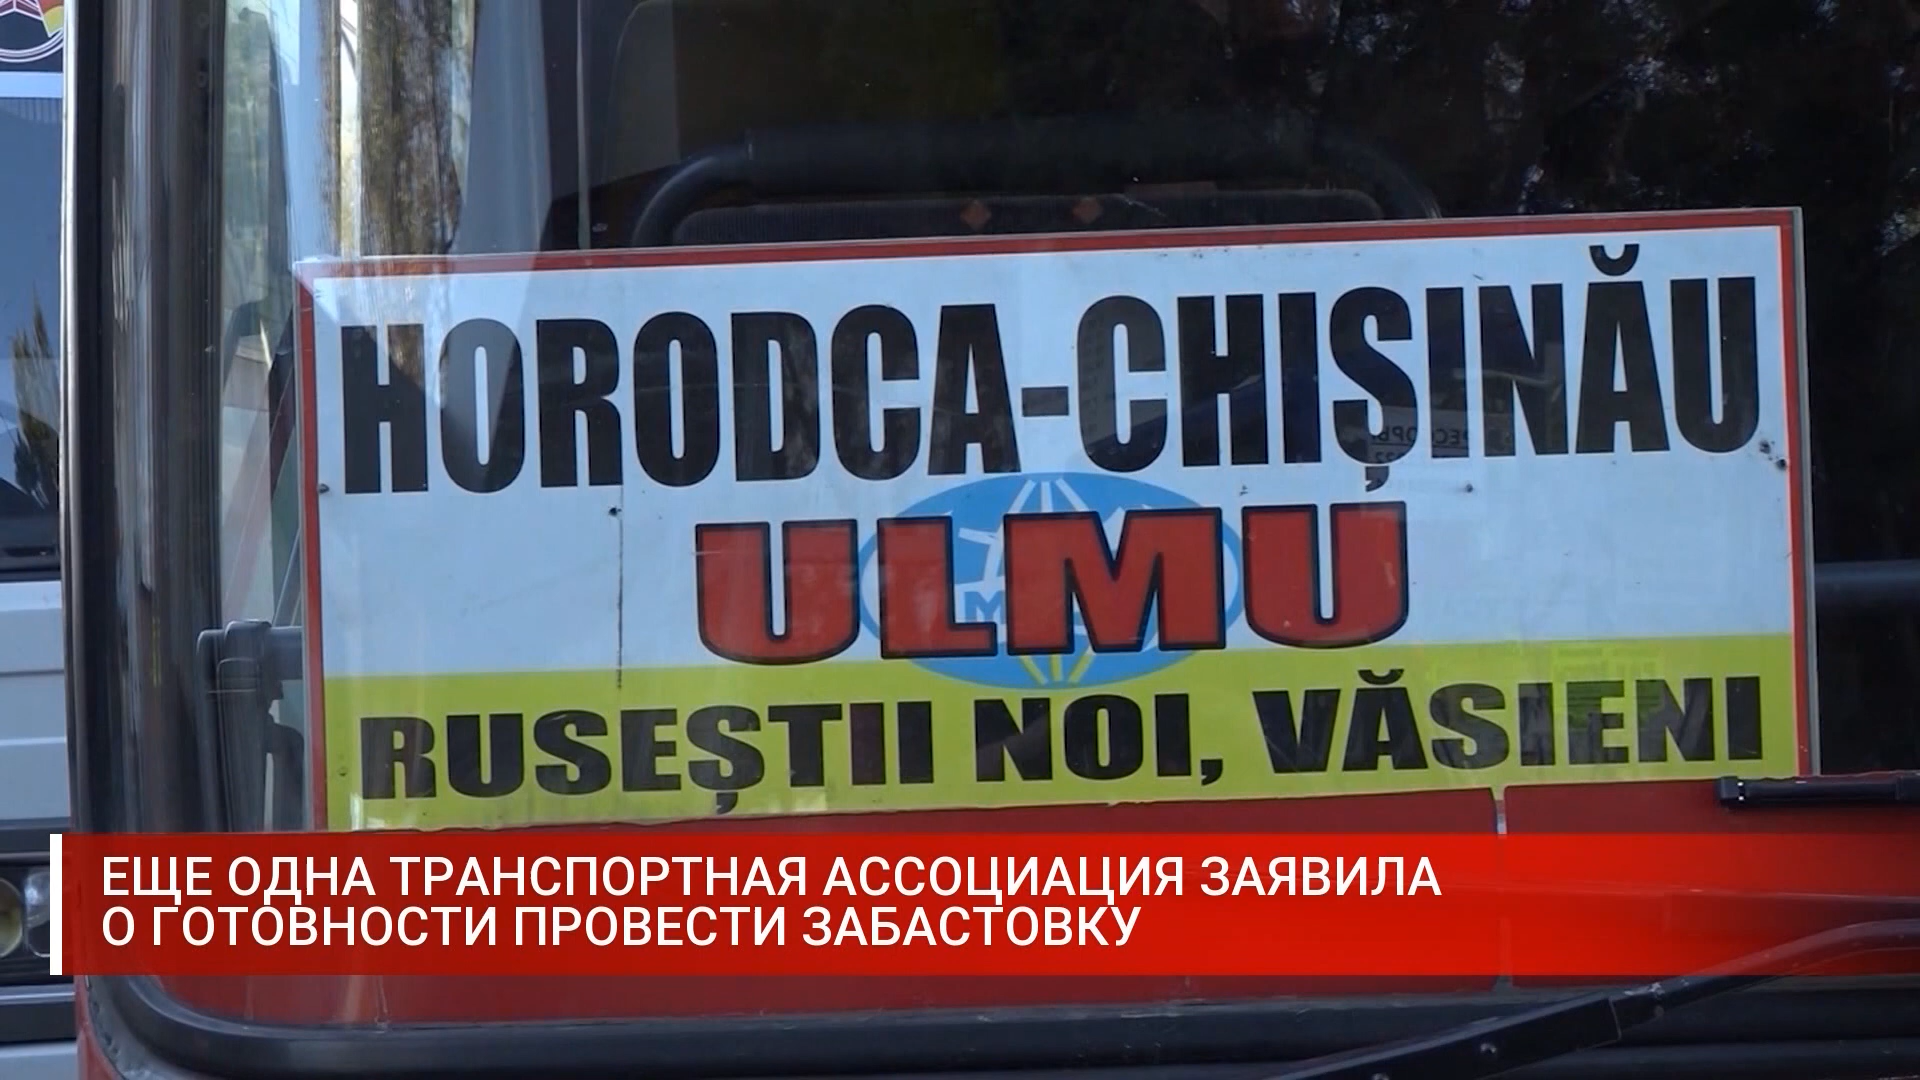 HORODCA-CHIȘINĂU
ULMU
RUSEȘTII NOI, VĂSIENI
ЕЩЕ ОДНА ТРАНСПОРТНАЯ АССОЦИАЦИЯ ЗАЯВИЛА
О ГОТОВНОСТИ ПРОВЕСТИ ЗАБАСТОВКУ